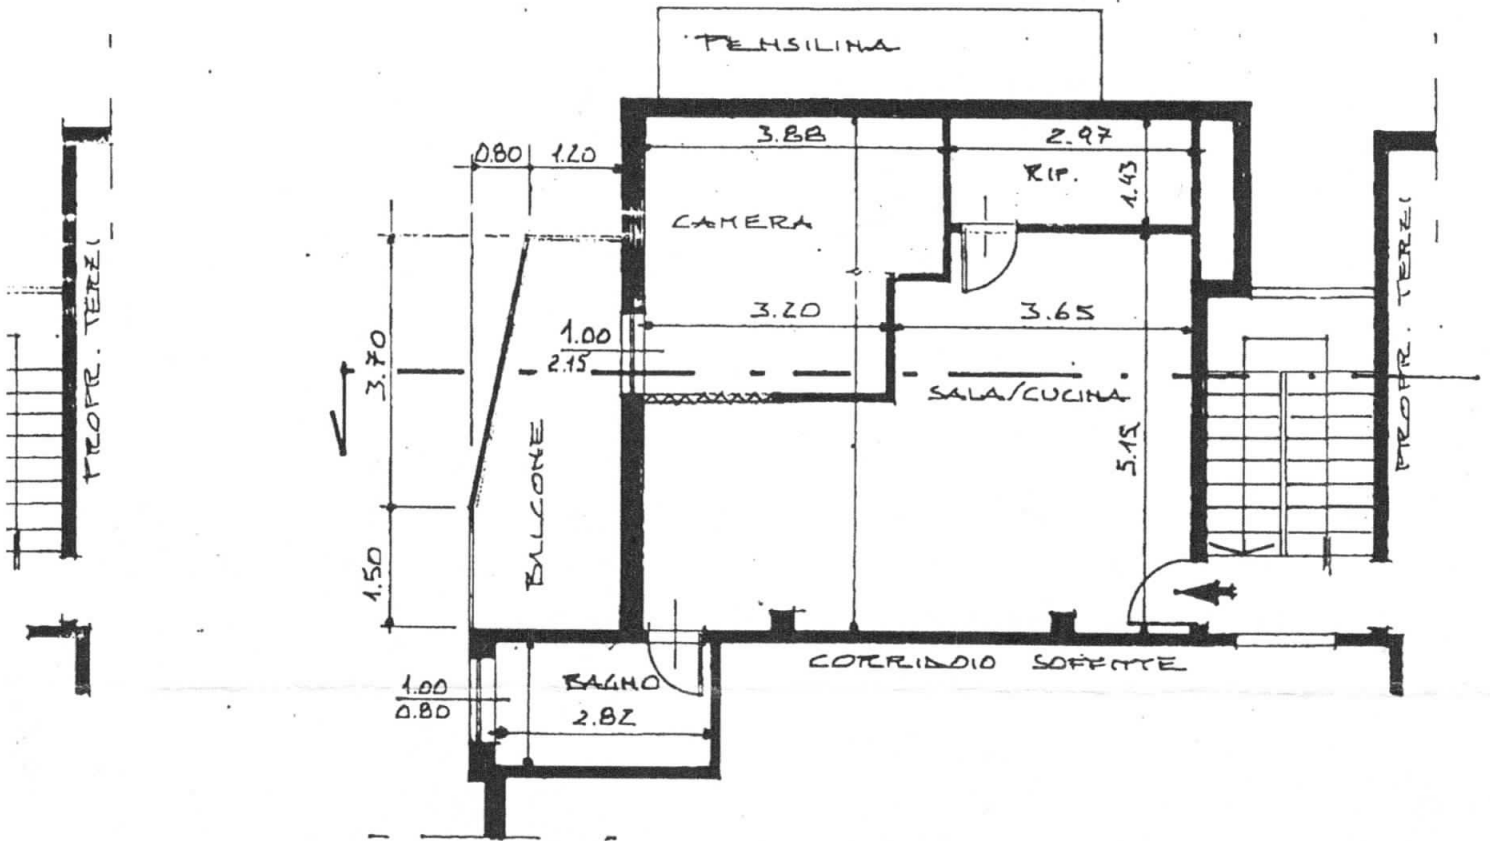 PENSILINA
3.88
2.97
0.80
1.20
RIP.
1.43
CAMERA
PROPR. TERZI
PROPR. TERZI
3.20
3.65
1.00
2.15
3.70
SALA/CUCINA
BALCONE
5.15
1.50
CORRIDOIO SOFFITTE
BAGNO
1.00
0.80
2.82